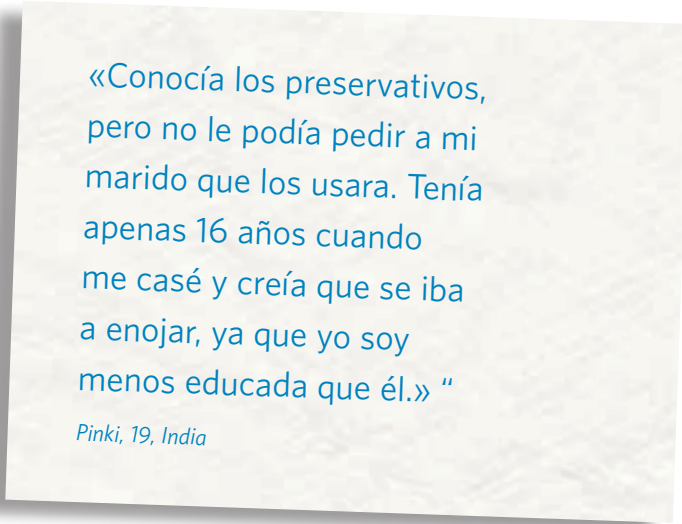 «Conocía los preservativos,
pero no le podía pedir a mi
marido que los usara. Tenía
apenas 16 años cuando
me casé y creía que se iba
a enojar, ya que yo soy
menos educada que él.» “
Pinki, 19, India